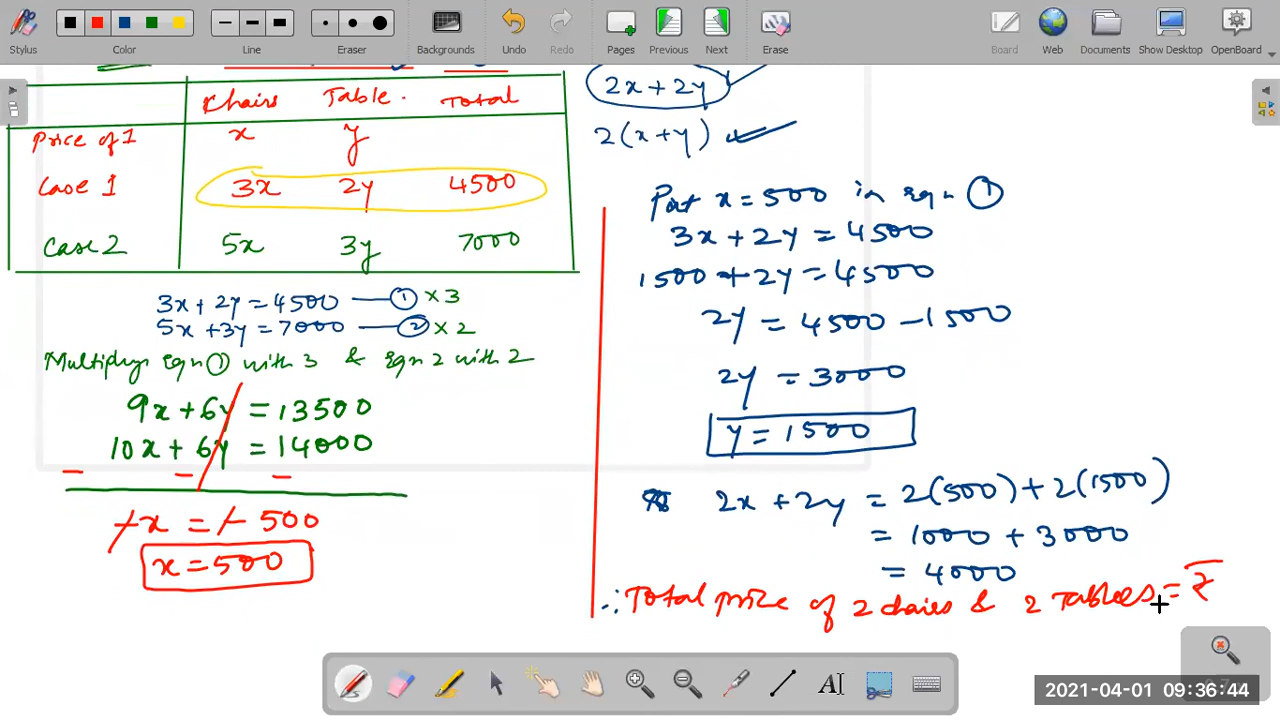 Stylus
Color
Line
Eraser
Backgrounds
Undo
Redo
Pages
Previous
Next
Erase
Board
Web
Documents
Show Desktop
OpenBoard
Chairs Table. Total
Price of 1 x y
Case 1 3x 2y 4500
Case 2 5x 3y 7000
3x + 2y = 4500 — ① × 3
5x + 3y = 7000 — ② × 2
Multiply eqn ① with 3 & eqn 2 with 2
9x + 6y = 13500
10x + 6y = 14000
− − −
-x = - 500
x = 500
2x + 2y
2(x+y)
Put x = 500 in eqn ①
3x + 2y = 4500
1500 + 2y = 4500
2y = 4500 - 1500
2y = 3000
y = 1500
2x + 2y = 2(500) + 2(1500)
= 1000 + 3000
= 4000
∴ Total price of 2 chairs & 2 Tables = ₹
2021-04-01 09:36:44